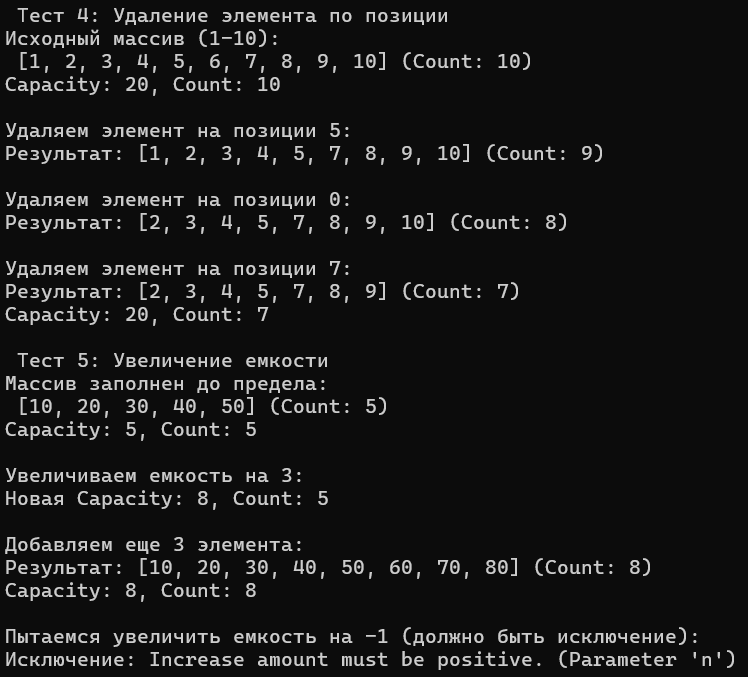 Тест 4: Удаление элемента по позиции
Исходный массив (1-10):
[1, 2, 3, 4, 5, 6, 7, 8, 9, 10] (Count: 10)
Capacity: 20, Count: 10
Удаляем элемент на позиции 5:
Результат: [1, 2, 3, 4, 5, 7, 8, 9, 10] (Count: 9)
Удаляем элемент на позиции 0:
Результат: [2, 3, 4, 5, 7, 8, 9, 10] (Count: 8)
Удаляем элемент на позиции 7:
Результат: [2, 3, 4, 5, 7, 8, 9] (Count: 7)
Capacity: 20, Count: 7
Тест 5: Увеличение емкости
Массив заполнен до предела:
[10, 20, 30, 40, 50] (Count: 5)
Capacity: 5, Count: 5
Увеличиваем емкость на 3:
Новая Capacity: 8, Count: 5
Добавляем еще 3 элемента:
Результат: [10, 20, 30, 40, 50, 60, 70, 80] (Count: 8)
Capacity: 8, Count: 8
Пытаемся увеличить емкость на -1 (должно быть исключение):
Исключение: Increase amount must be positive. (Parameter 'n')